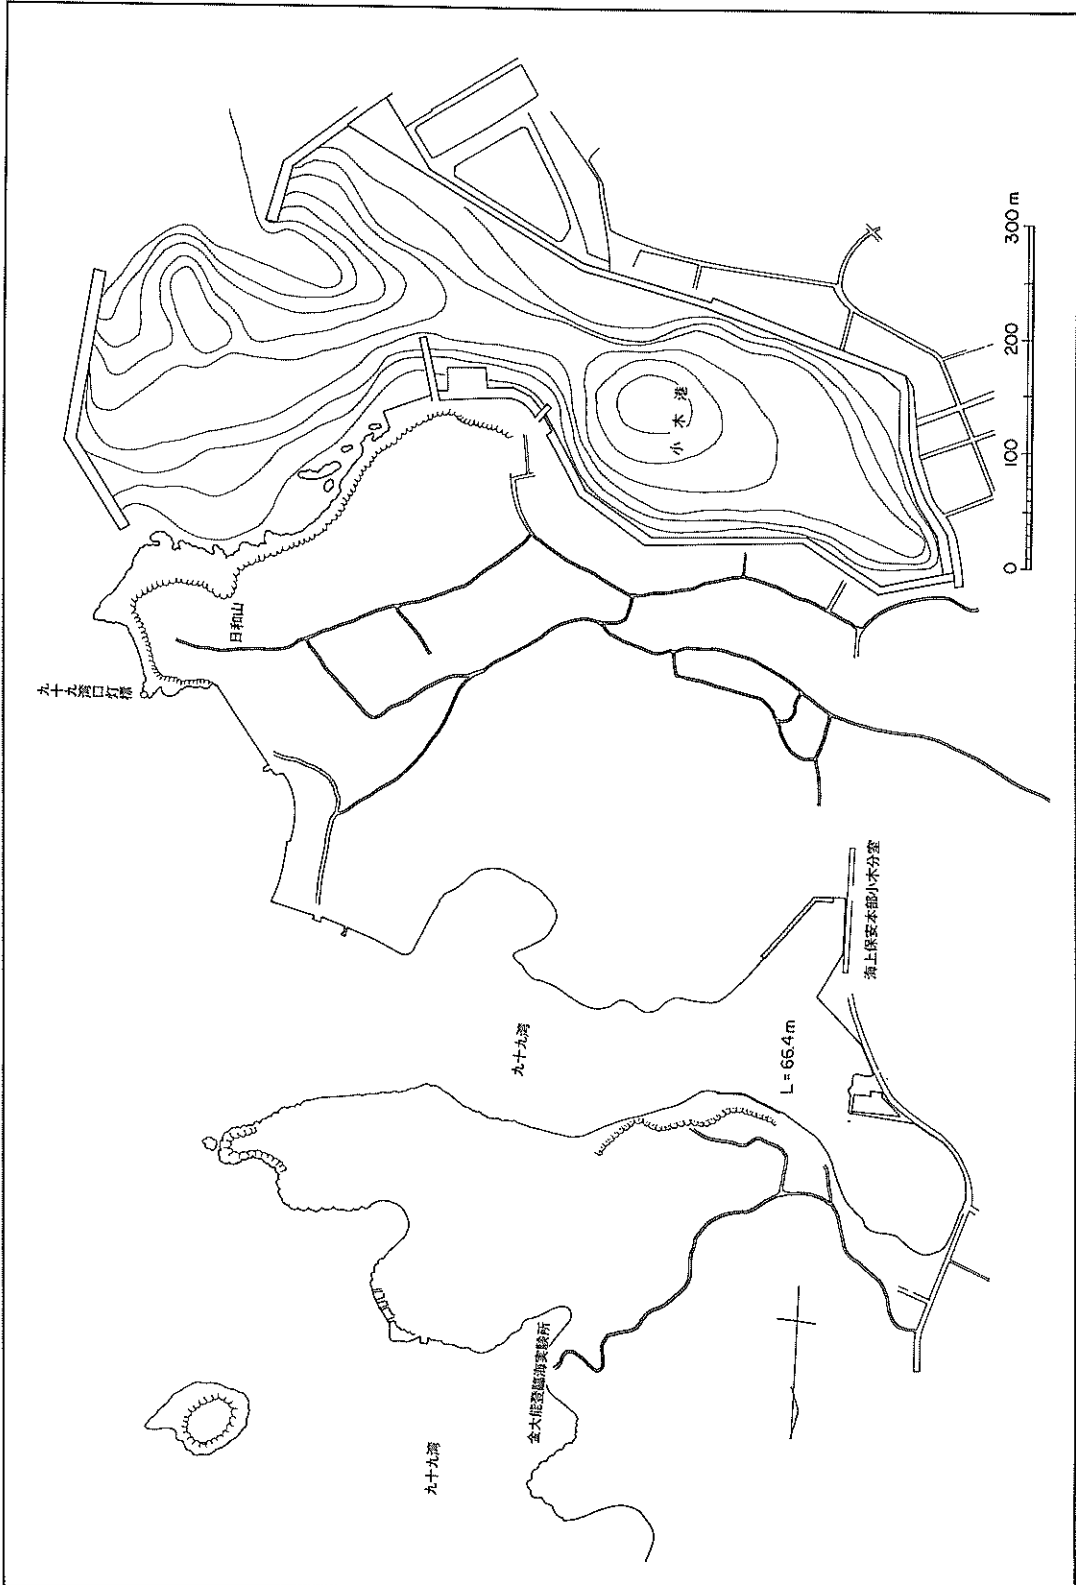 九十九湾口灯標
日和山
小木港
300 m
200
100
0
九十九湾
海上保安本部小木分室
L = 66.4 m
金大能登臨海実験所
九十九湾